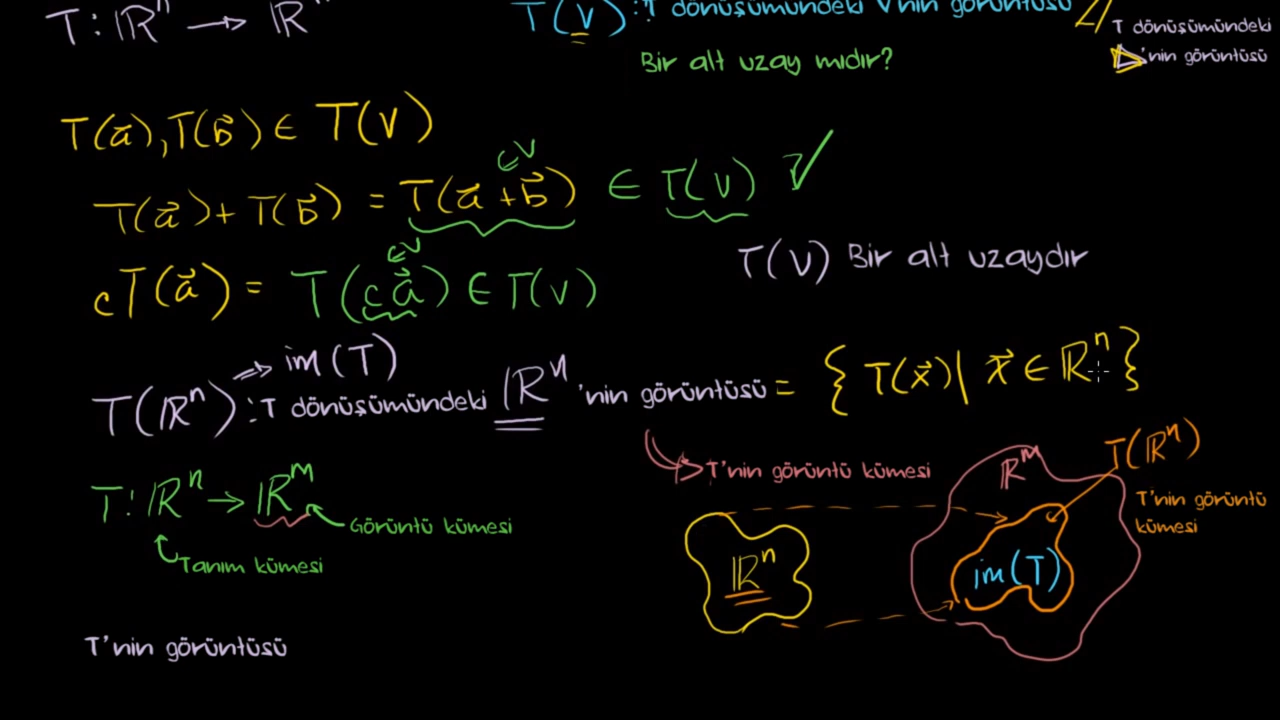 T: ℝⁿ → ℝᵐ
T(V): T dönüşümündeki V'nin görüntüsü
T dönüşümündeki
'nin görüntüsü
Bir alt uzay mıdır?
T(a⃗), T(b⃗) ∈ T(V)
T(a⃗) + T(b⃗) = T(a⃗ + b⃗) ∈ T(V) ✓
∈V
cT(a⃗) = T(ca⃗) ∈ T(V)
∈V
T(V) Bir alt uzaydır
⇒ im(T)
T(ℝⁿ): T dönüşümündeki ℝⁿ 'nin görüntüsü = { T(x⃗) | x⃗ ∈ ℝⁿ }
T'nin görüntü kümesi
T: ℝⁿ → ℝᵐ
Görüntü kümesi
Tanım kümesi
ℝⁿ
ℝᵐ
im(T)
T(ℝⁿ)
T'nin görüntü
kümesi
T'nin görüntüsü